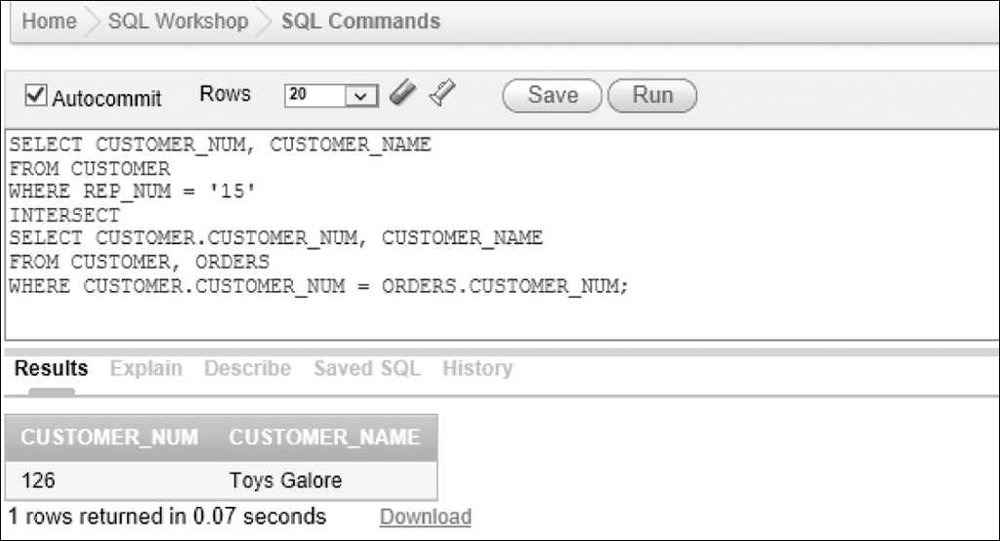 Home SQL Workshop SQL Commands
Autocommit Rows 20 Save Run
SELECT CUSTOMER_NUM, CUSTOMER_NAME
FROM CUSTOMER
WHERE REP_NUM = '15'
INTERSECT
SELECT CUSTOMER.CUSTOMER_NUM, CUSTOMER_NAME
FROM CUSTOMER, ORDERS
WHERE CUSTOMER.CUSTOMER_NUM = ORDERS.CUSTOMER_NUM;
Results Explain Describe Saved SQL History
CUSTOMER_NUM CUSTOMER_NAME
126 Toys Galore
1 rows returned in 0.07 seconds Download